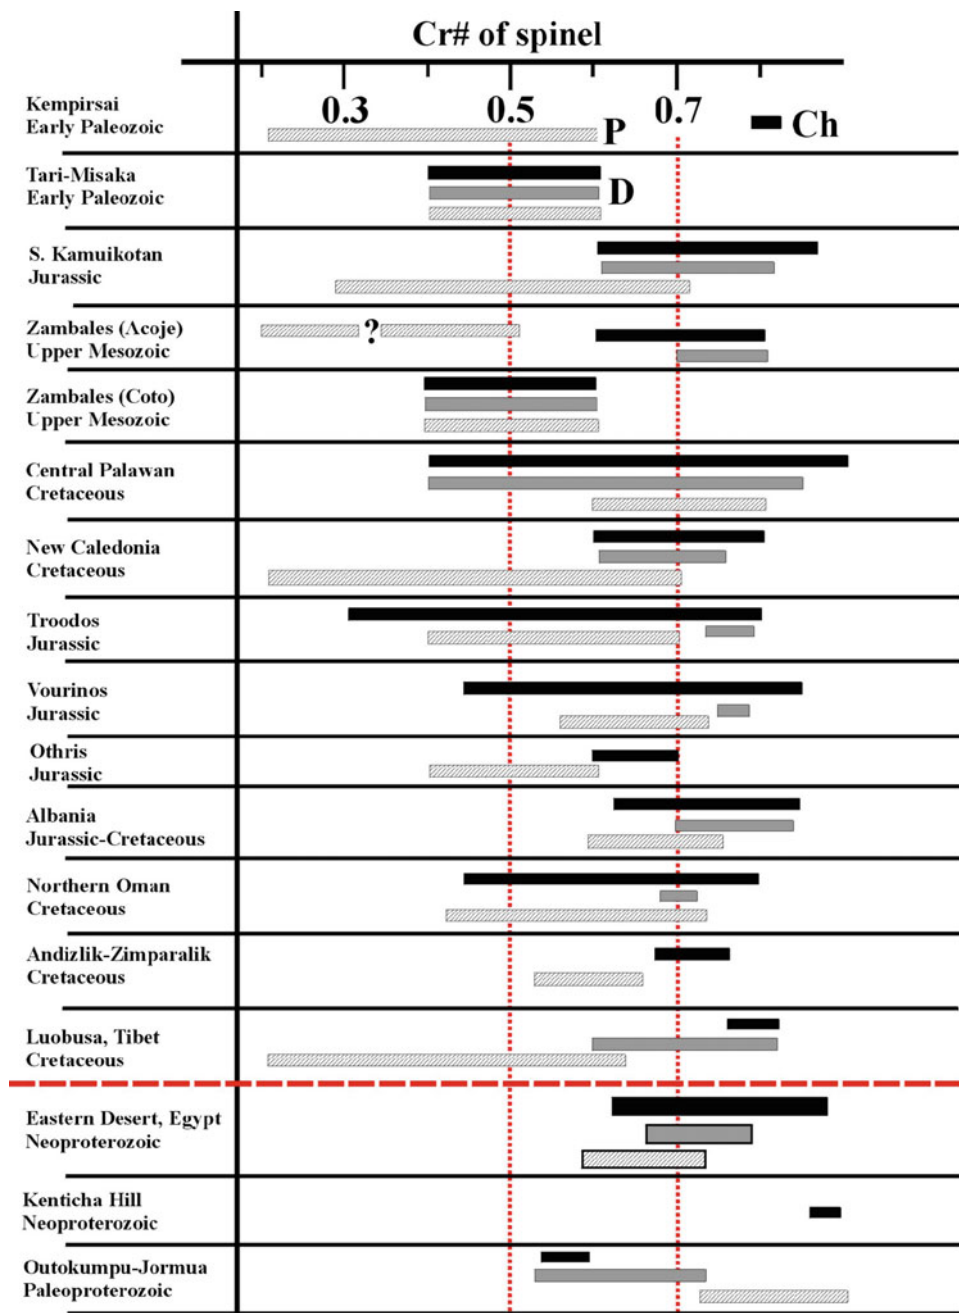 Cr# of spinel
0.3 0.5 0.7
Kempirsai
Early Paleozoic
Ch
P
Tari-Misaka
Early Paleozoic
D
S. Kamuikotan
Jurassic
Zambales (Acoje)
Upper Mesozoic
?
Zambales (Coto)
Upper Mesozoic
Central Palawan
Cretaceous
New Caledonia
Cretaceous
Troodos
Jurassic
Vourinos
Jurassic
Othris
Jurassic
Albania
Jurassic-Cretaceous
Northern Oman
Cretaceous
Andizlik-Zimparalik
Cretaceous
Luobusa, Tibet
Cretaceous
Eastern Desert, Egypt
Neoproterozoic
Kenticha Hill
Neoproterozoic
Outokumpu-Jormua
Paleoproterozoic